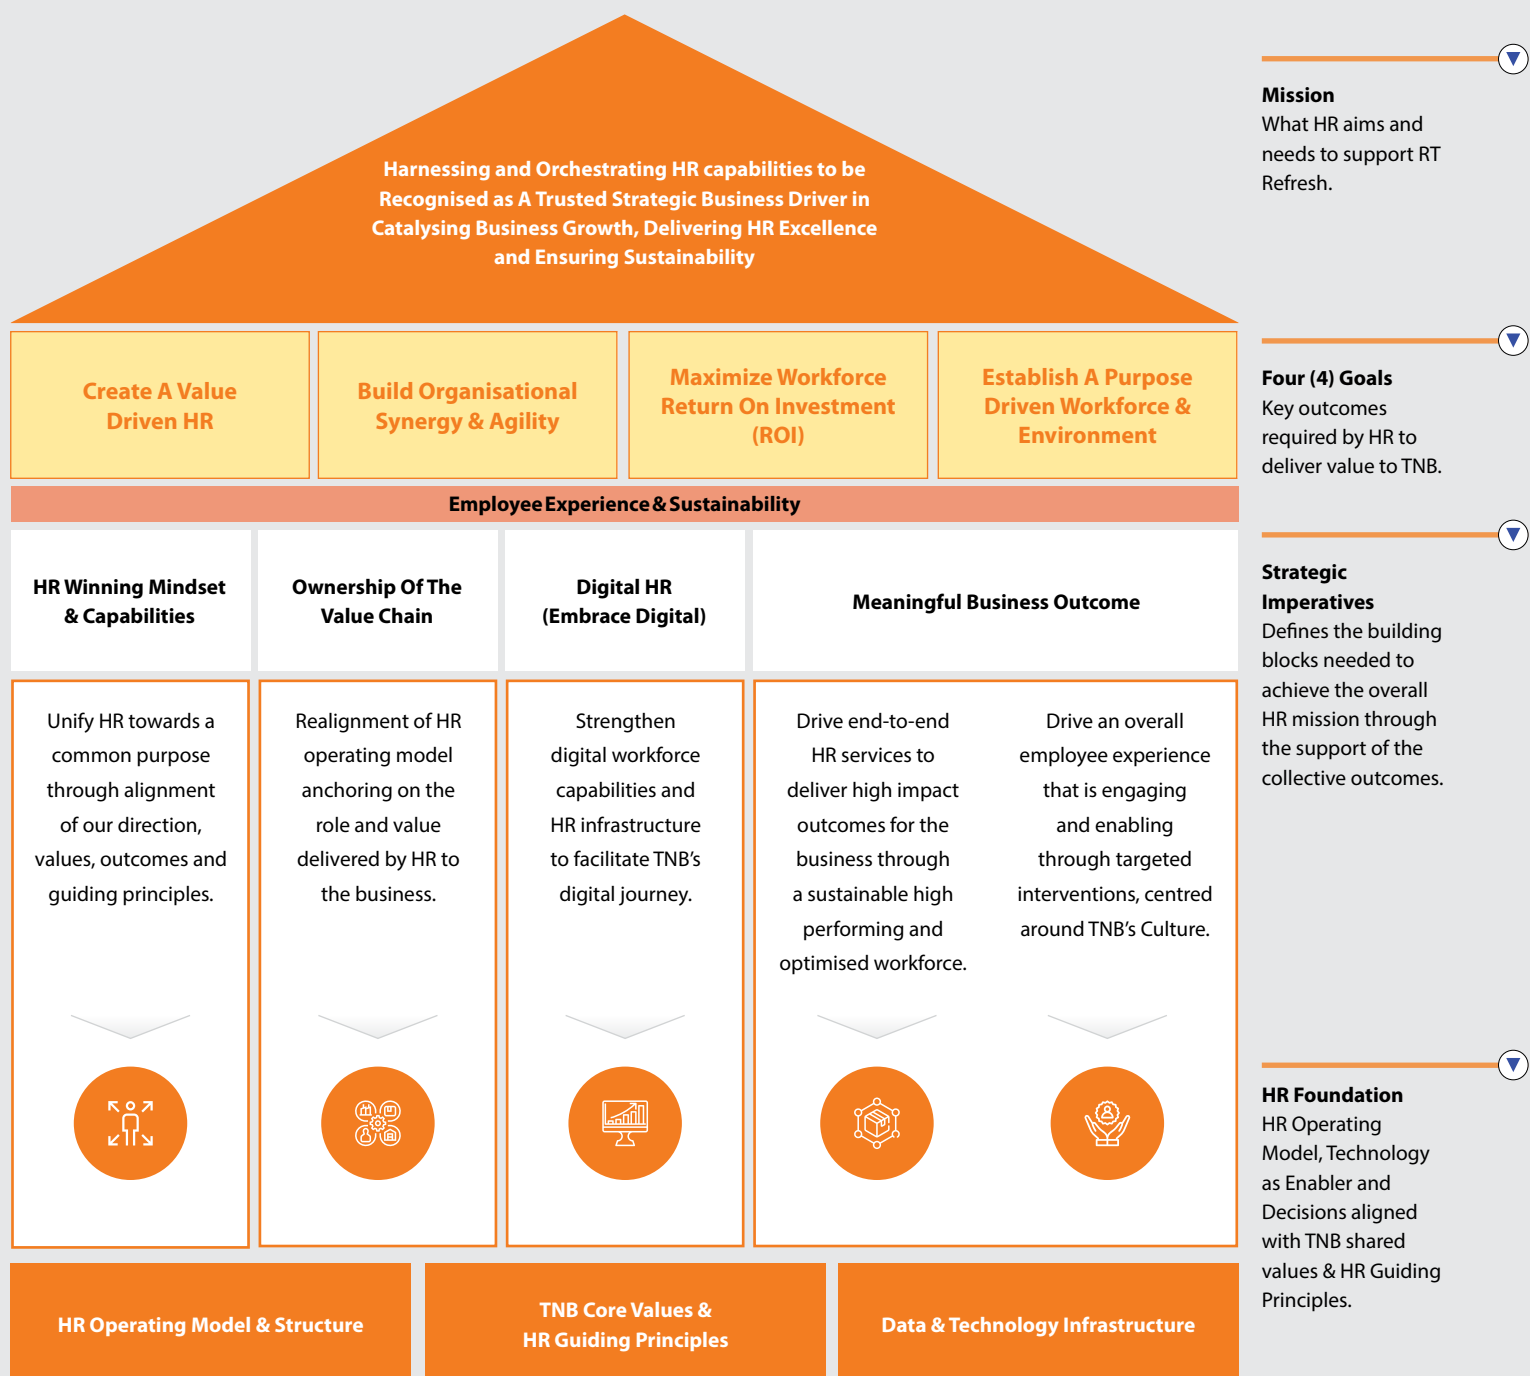 Harnessing and Orchestrating HR capabilities to be
Recognised as A Trusted Strategic Business Driver in
Catalysing Business Growth, Delivering HR Excellence
and Ensuring Sustainability
Mission
What HR aims and
needs to support RT
Refresh.
Create A Value
Driven HR
Build Organisational
Synergy & Agility
Maximize Workforce
Return On Investment
(ROI)
Establish A Purpose
Driven Workforce &
Environment
Four (4) Goals
Key outcomes
required by HR to
deliver value to TNB.
Employee Experience & Sustainability
HR Winning Mindset
& Capabilities
Ownership Of The
Value Chain
Digital HR
(Embrace Digital)
Meaningful Business Outcome
Strategic
Imperatives
Defines the building
blocks needed to
achieve the overall
HR mission through
the support of the
collective outcomes.
Unify HR towards a
common purpose
through alignment
of our direction,
values, outcomes and
guiding principles.
Realignment of HR
operating model
anchoring on the
role and value
delivered by HR to
the business.
Strengthen
digital workforce
capabilities and
HR infrastructure
to facilitate TNB's
digital journey.
Drive end-to-end
HR services to
deliver high impact
outcomes for the
business through
a sustainable high
performing and
optimised workforce.
Drive an overall
employee experience
that is engaging
and enabling
through targeted
interventions, centred
around TNB's Culture.
HR Foundation
HR Operating
Model, Technology
as Enabler and
Decisions aligned
with TNB shared
values & HR Guiding
Principles.
HR Operating Model & Structure
TNB Core Values &
HR Guiding Principles
Data & Technology Infrastructure